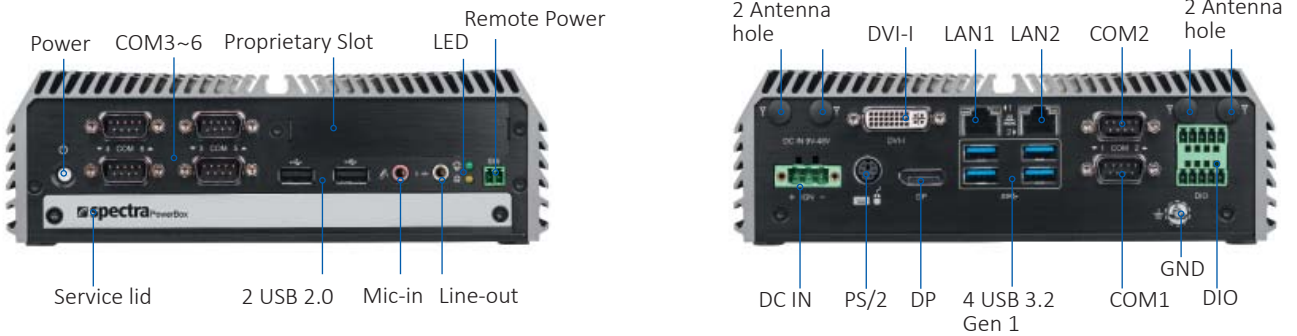 Remote Power
Power
COM3~6
Proprietary Slot
LED
COM
COM
spectra PowerBox
Service lid
2 USB 2.0
Mic-in
Line-out
2 Antenna
hole
DVI-I
LAN1
LAN2
COM2
2 Antenna
hole
DC IN 9V-48V
DVI-I
1 COM 2
+ IGN -
DP
DIO
DC IN
PS/2
DP
4 USB 3.2
Gen 1
COM1
GND
DIO